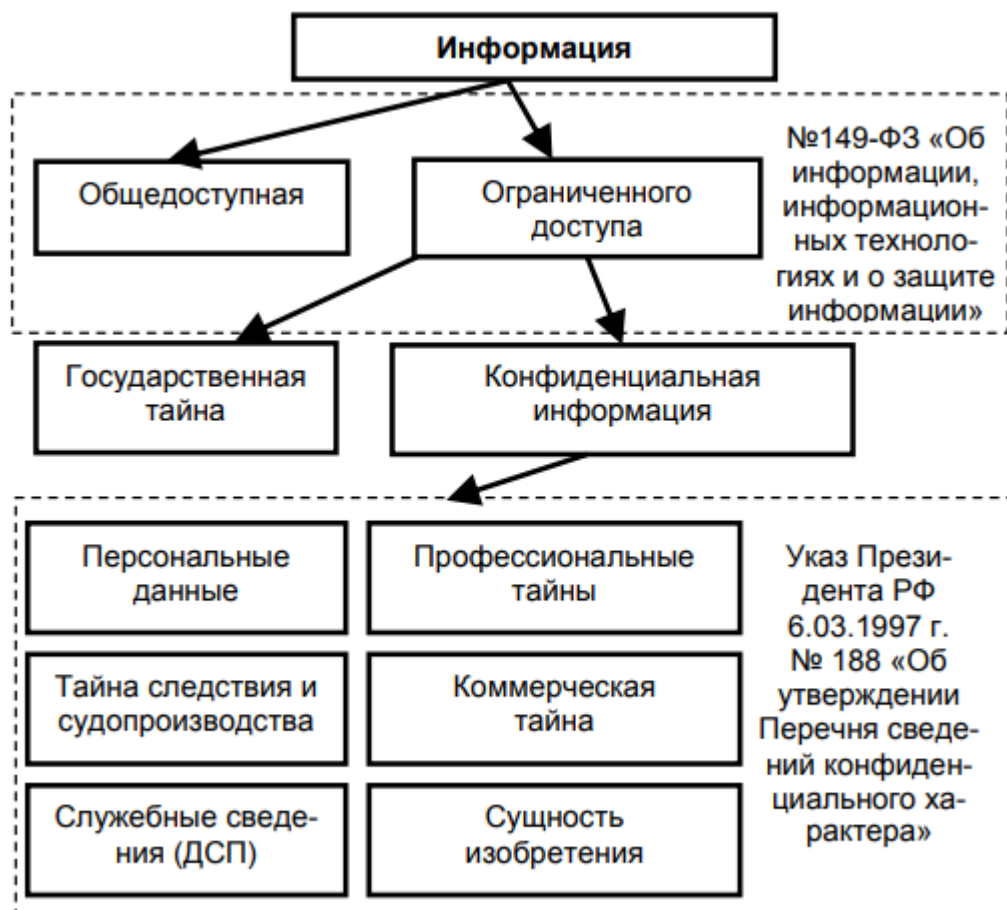 Информация
Общедоступная
Ограниченного
доступа
№149-ФЗ «Об
информации,
информацион-
ных техноло-
гиях и о защите
информации»
Государственная
тайна
Конфиденциальная
информация
Персональные
данные
Профессиональные
тайны
Тайна следствия и
судопроизводства
Коммерческая
тайна
Служебные сведе-
ния (ДСП)
Сущность
изобретения
Указ Прези-
дента РФ
6.03.1997 г.
№ 188 «Об
утверждении
Перечня сведе-
ний конфиден-
циального ха-
рактера»